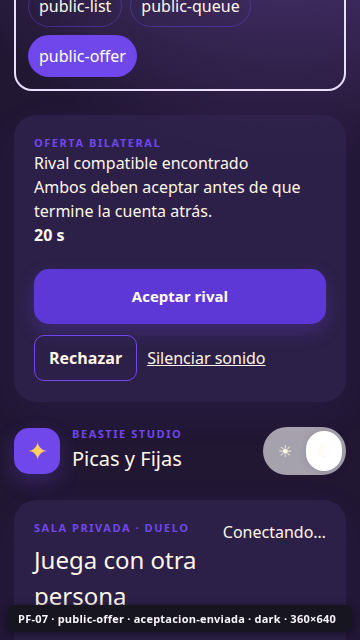 public-list
public-queue
public-offer
OFERTA BILATERAL
Rival compatible encontrado
Ambos deben aceptar antes de que
termine la cuenta atrás.
20 s
Aceptar rival
Rechazar
Silenciar sonido
BEASTIE STUDIO
Picas y Fijas
SALA PRIVADA · DUELO
Conectando...
Juega con otra
persona
PF-07 · public-offer · aceptacion-enviada · dark · 360×640